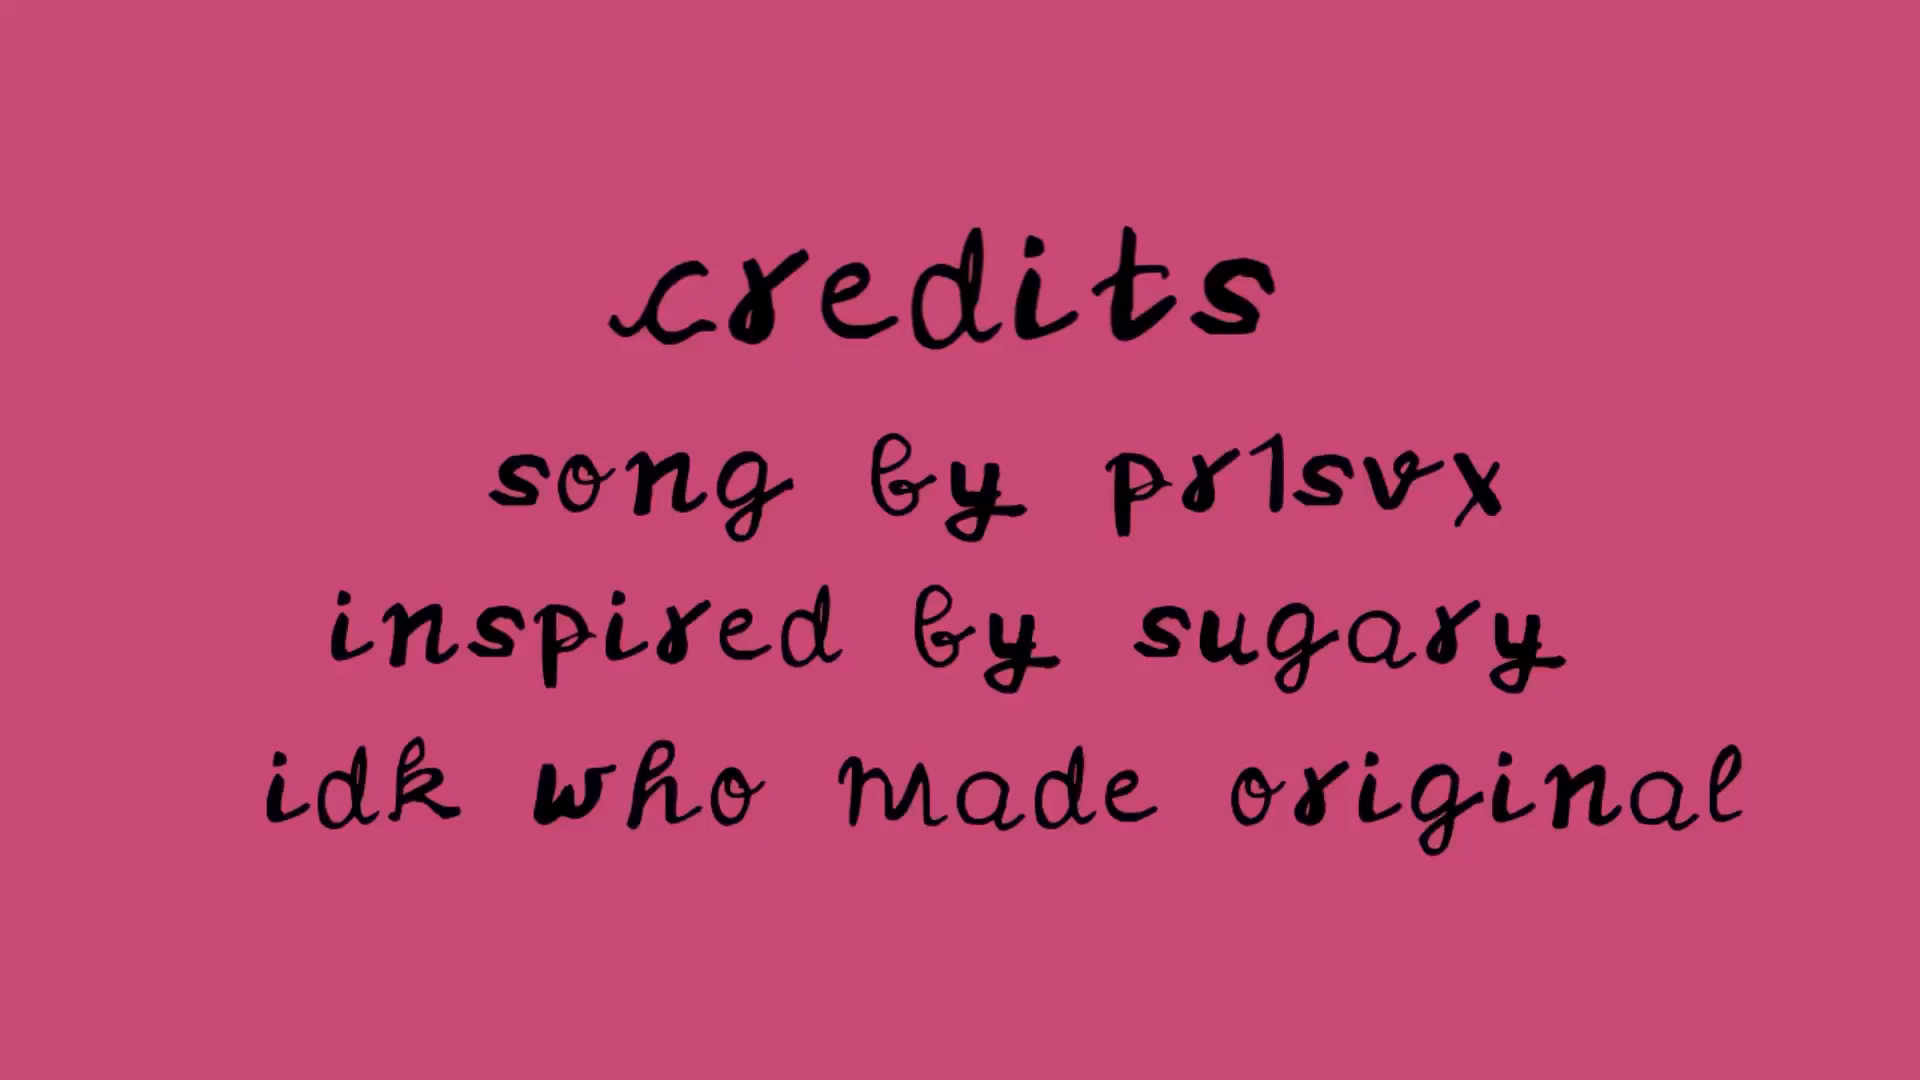 credits
song by pr1svx
inspired by sugary
idk who made original